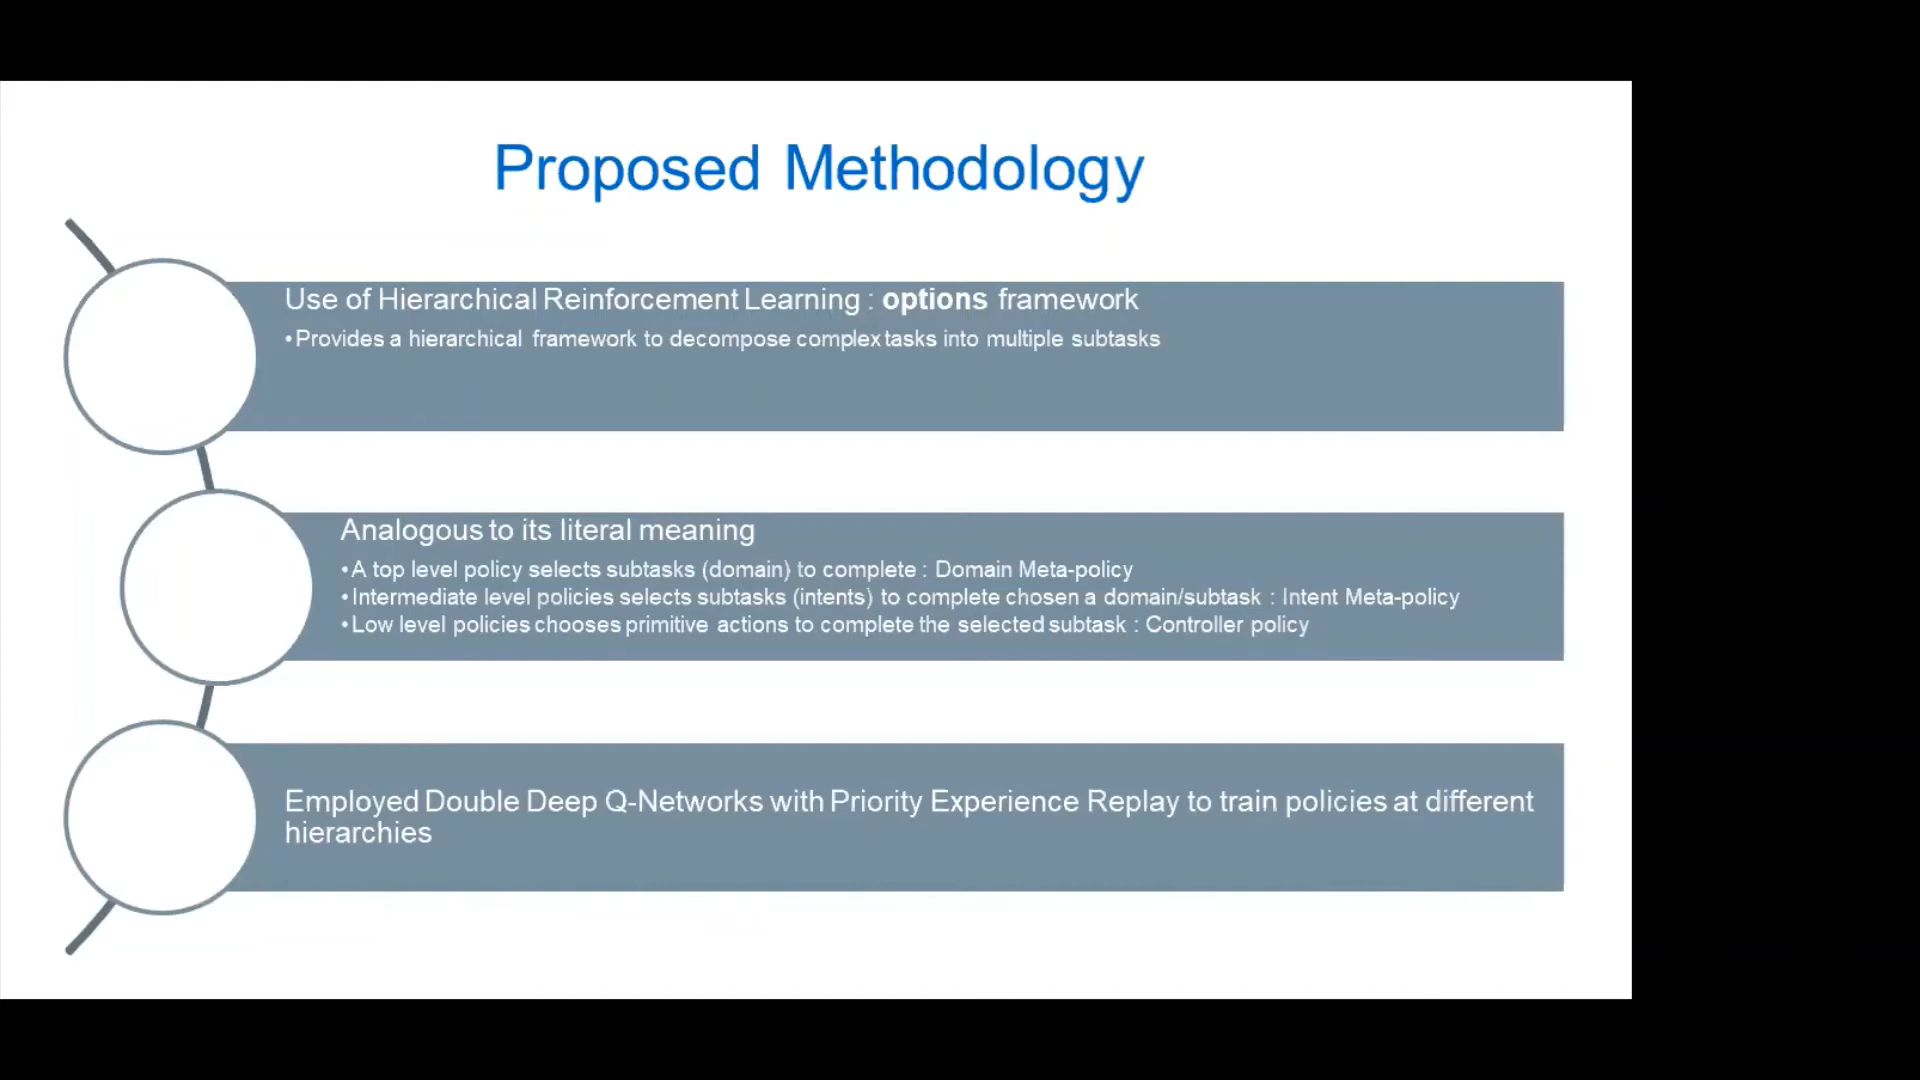 Proposed Methodology
Use of Hierarchical Reinforcement Learning : options framework
•Provides a hierarchical framework to decompose complex tasks into multiple subtasks
Analogous to its literal meaning
•A top level policy selects subtasks (domain) to complete : Domain Meta-policy
•Intermediate level policies selects subtasks (intents) to complete chosen a domain/subtask : Intent Meta-policy
•Low level policies chooses primitive actions to complete the selected subtask : Controller policy
Employed Double Deep Q-Networks with Priority Experience Replay to train policies at different
hierarchies